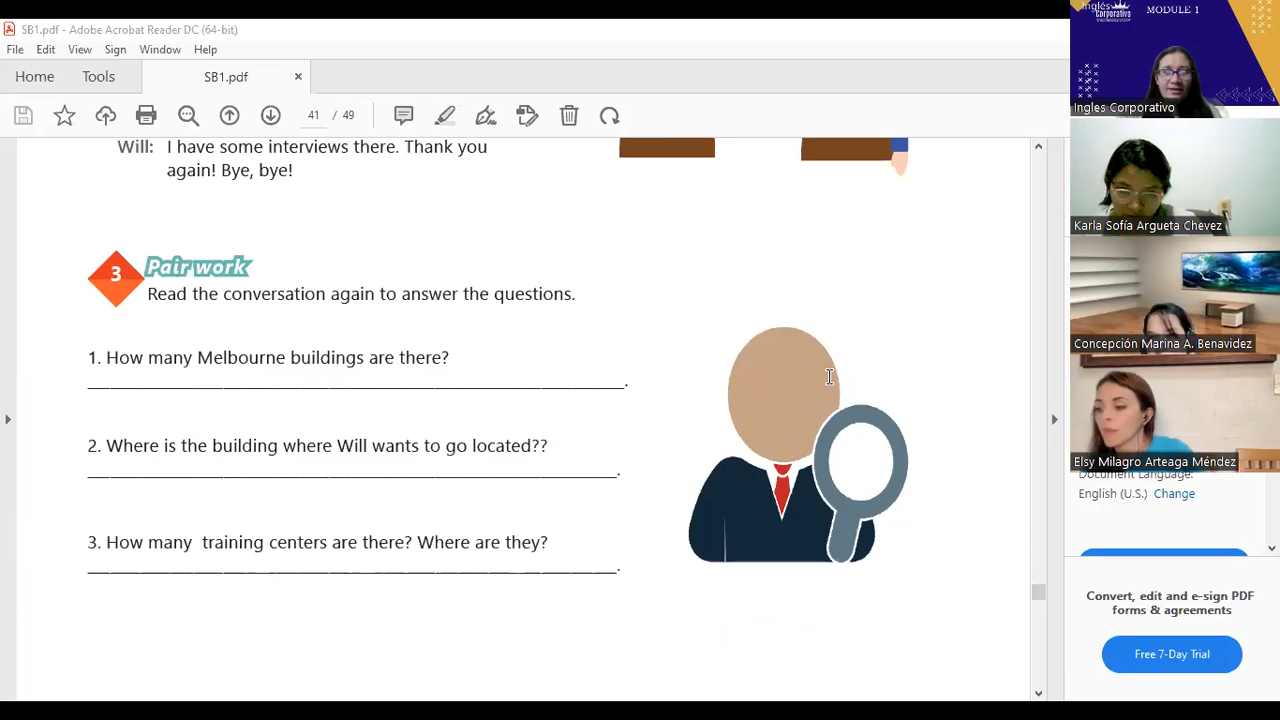 SB1.pdf - Adobe Acrobat Reader DC (64-bit)
File Edit View Window Help
Home Tools SB1.pdf ×
41 / 49
Will: I have some interviews there. Thank you
again! Bye, bye!
3 Pair work
Read the conversation again to answer the questions.
1. How many Melbourne buildings are there?
2. Where is the building where Will wants to go located??
3. How many training centers are there? Where are they?
Inglés
Corporativo
MODULE 1
Ingles Corporativo
Karla Sofía Argueta Chevez
Concepción Marina A. Benavidez
Elsy Milagro Arteaga Méndez
Document Language:
English (U.S.) Change
Convert, edit and e-sign PDF
forms & agreements
Free 7-Day Trial